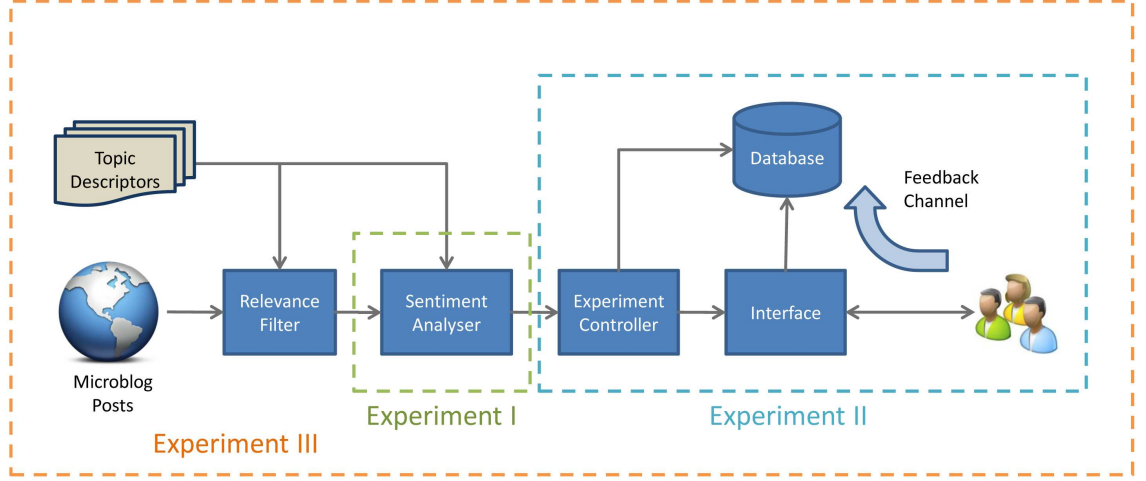 Topic
Descriptors
Database
Feedback
Channel
Relevance
Filter
Sentiment
Analyser
Experiment
Controller
Interface
Microblog
Posts
Experiment I
Experiment II
Experiment III